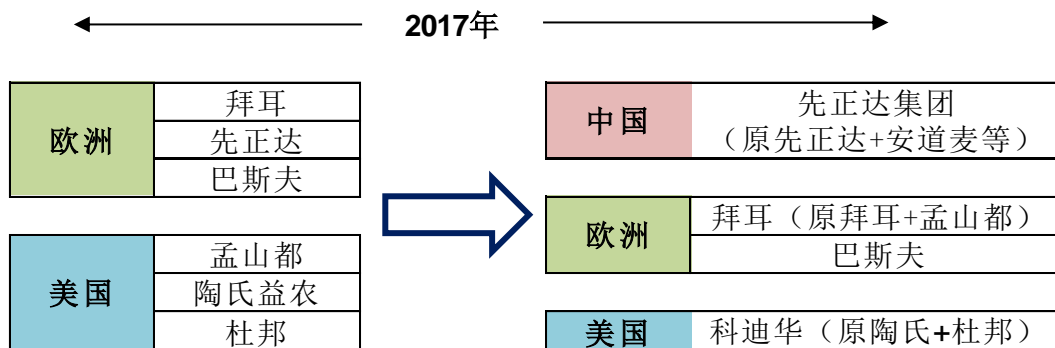 2017年
欧洲
拜耳
先正达
巴斯夫
美国
孟山都
陶氏益农
杜邦
中国
先正达集团
（原先正达+安道麦等）
欧洲
拜耳（原拜耳+孟山都）
巴斯夫
美国
科迪华（原陶氏+杜邦）